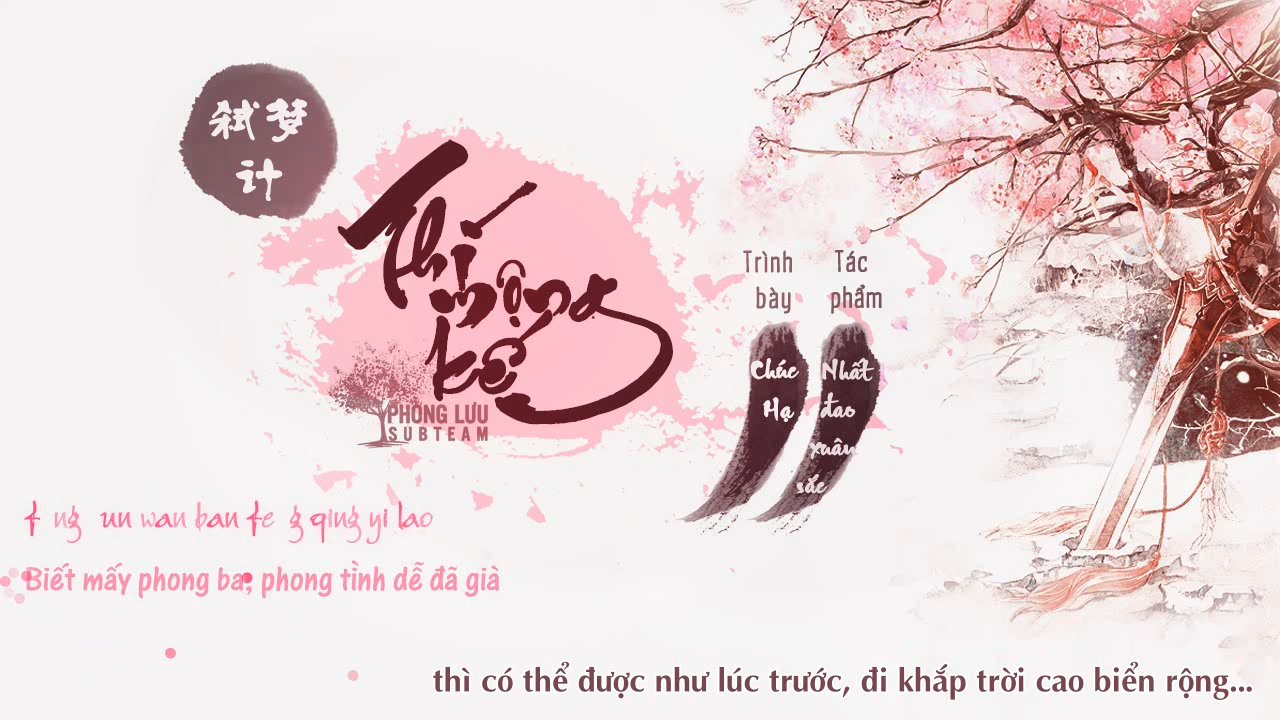 弑梦
计
Thí
mộng
kế
PHONG LƯU
SUBTEAM
Trình
bày
Chúc
Hạ
Tác
phẩm
Nhất
đao
xuân
sắc
f ng un wan ban fe g qing yi lao
Biết mấy phong ba, phong tình dễ đã già
thì có thể được như lúc trước, đi khắp trời cao biển rộng...